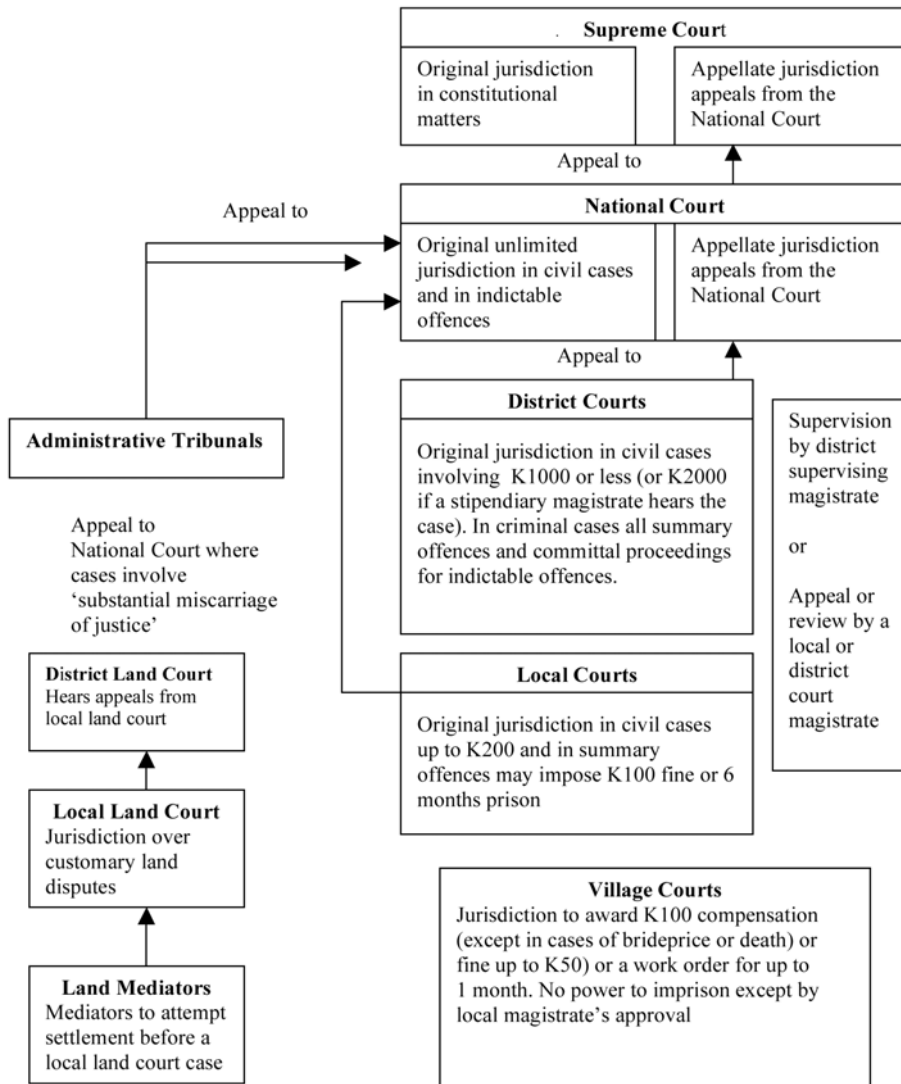 Supreme Court
Original jurisdiction
in constitutional
matters
Appellate jurisdiction
appeals from the
National Court
Appeal to
Appeal to
National Court
Original unlimited
jurisdiction in civil cases
and in indictable
offences
Appellate jurisdiction
appeals from the
National Court
Appeal to
District Courts
Original jurisdiction in civil cases
involving K1000 or less (or K2000
if a stipendiary magistrate hears the
case). In criminal cases all summary
offences and committal proceedings
for indictable offences.
Supervision
by district
supervising
magistrate
or
Appeal or
review by a
local or
district
court
magistrate
Administrative Tribunals
Appeal to
National Court where
cases involve
‘substantial miscarriage
of justice’
District Land Court
Hears appeals from
local land court
Local Courts
Original jurisdiction in civil cases
up to K200 and in summary
offences may impose K100 fine or 6
months prison
Local Land Court
Jurisdiction over
customary land
disputes
Land Mediators
Mediators to attempt
settlement before a
local land court case
Village Courts
Jurisdiction to award K100 compensation
(except in cases of brideprice or death) or
fine up to K50) or a work order for up to
1 month. No power to imprison except by
local magistrate’s approval